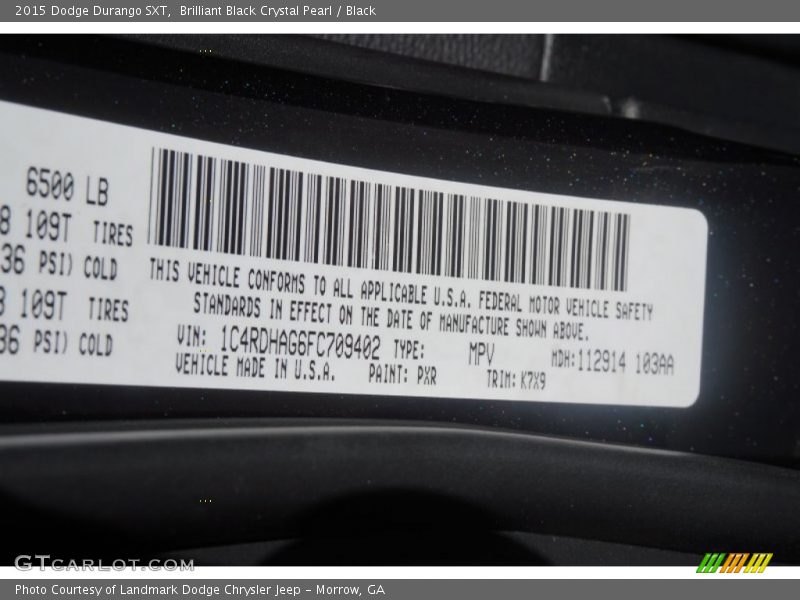 2015 Dodge Durango SXT,  Brilliant Black Crystal Pearl / Black
6500 LB
8 109T TIRES
36 PSI) COLD
8 109T TIRES
36 PSI) COLD
THIS VEHICLE CONFORMS TO ALL APPLICABLE U.S.A. FEDERAL MOTOR VEHICLE SAFETY
STANDARDS IN EFFECT ON THE DATE OF MANUFACTURE SHOWN ABOVE.
VIN: 1C4RDHAG6FC709402 TYPE: MPV MDH:112914 103AA
VEHICLE MADE IN U.S.A. PAINT: PXR TRIM: K7X9
GTCARLOT.COM
Photo Courtesy of Landmark Dodge Chrysler Jeep – Morrow, GA